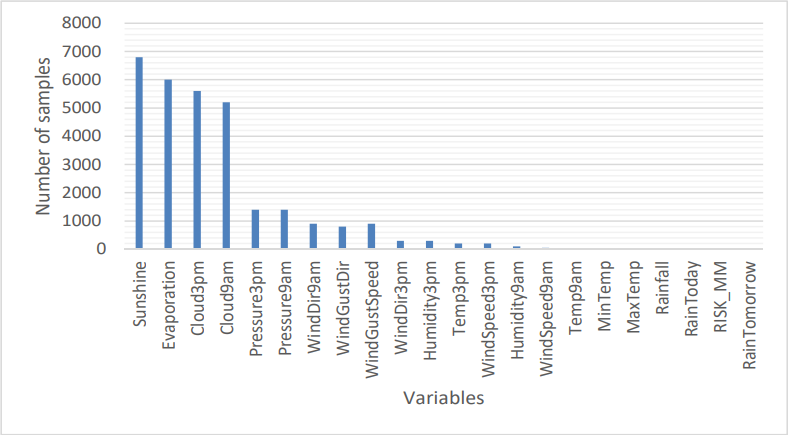 8000
7000
6000
5000
4000
3000
2000
1000
0
Number of samples
Sunshine
Evaporation
Cloud3pm
Cloud9am
Pressure3pm
Pressure9am
WindDir9am
WindGustDir
WindGustSpeed
WindDir3pm
Humidity3pm
Temp3pm
WindSpeed3pm
Humidity9am
WindSpeed9am
Temp9am
MinTemp
MaxTemp
Rainfall
RainToday
RISK_MM
RainTomorrow
Variables